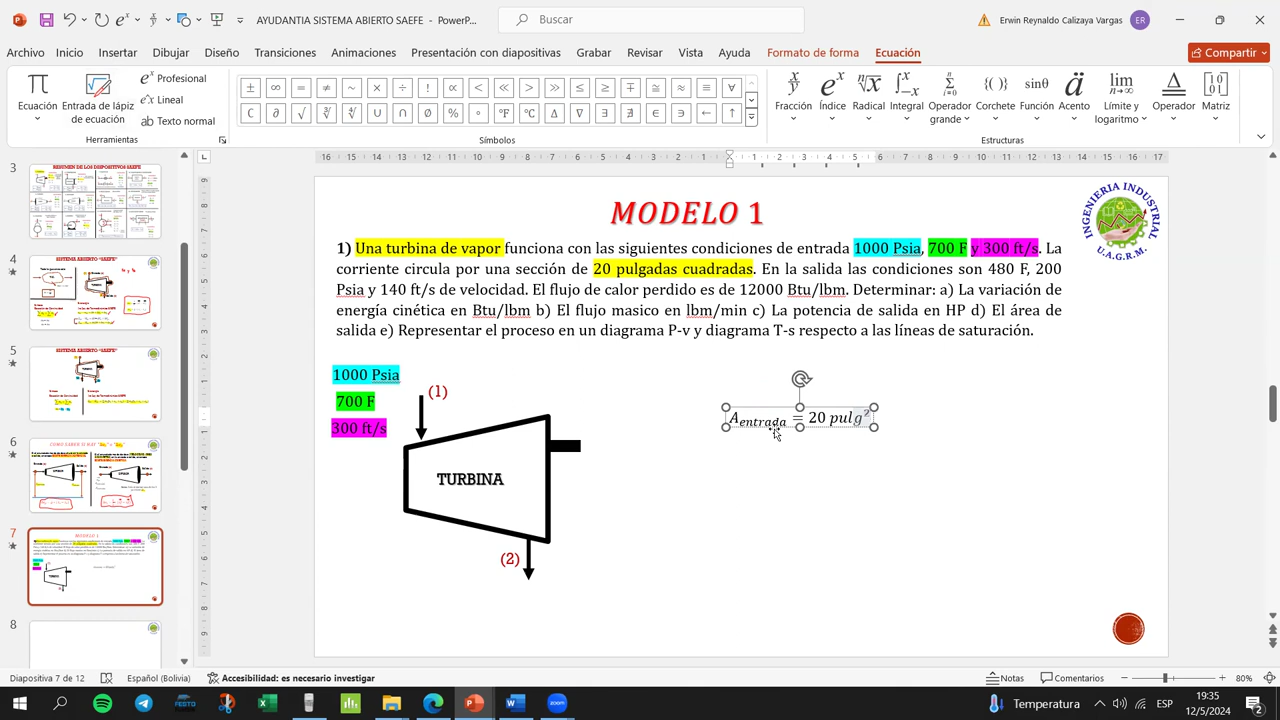 AYUDANTIA SISTEMA ABIERTO SAEFE - PowerP...
Buscar
Erwin Reynaldo Calizaya Vargas
ER
Archivo Inicio Insertar Dibujar Diseño Transiciones Animaciones Presentación con diapositivas Grabar Revisar Vista Ayuda Formato de forma Ecuación
Compartir
Ecuación
Entrada de lápiz de ecuación
Profesional
Lineal
Texto normal
Fracción Índice Radical Integral Operador grande Corchete Función Acento Límite y logaritmo Operador Matriz
Herramientas Símbolos Estructuras
MODELO 1
1) Una turbina de vapor funciona con las siguientes condiciones de entrada 1000 Psia, 700 F y 300 ft/s. La
corriente circula por una sección de 20 pulgadas cuadradas. En la salida las condiciones son 480 F, 200
Psia y 140 ft/s de velocidad. El flujo de calor perdido es de 12000 Btu/lbm. Determinar: a) La variación de
energía cinética en Btu/Lbm b) El flujo masico en lbm/min c) La potencia de salida en HP d) El área de
salida e) Representar el proceso en un diagrama P-v y diagrama T-s respecto a las líneas de saturación.
INGENIERIA INDUSTRIAL
U.A.G.R.M.
1000 Psia
700 F
300 ft/s
(1)
TURBINA
(2)
A_entrada = 20 pulg²
3
6
7
8
Diapositiva 7 de 12
Español (Bolivia)
Accesibilidad: es necesario investigar
Notas
Comentarios
80%
Temperatura
ESP
19:35
12/5/2024